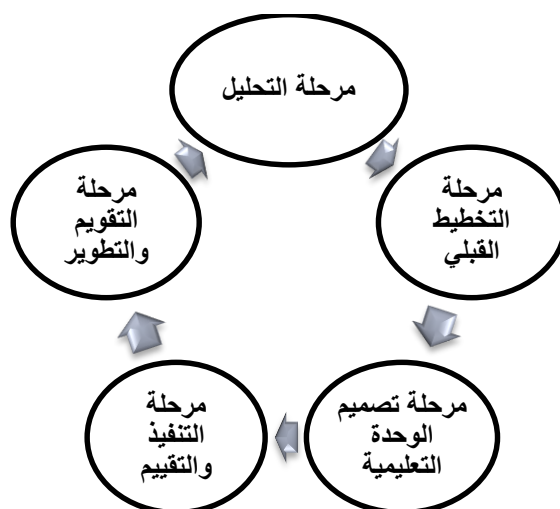 مرحلة التحليل
مرحلة
التخطيط
القبلي
مرحلة تصميم
الوحدة
التعليمية
مرحلة
التنفيذ
والتقييم
مرحلة
التقويم
والتطوير